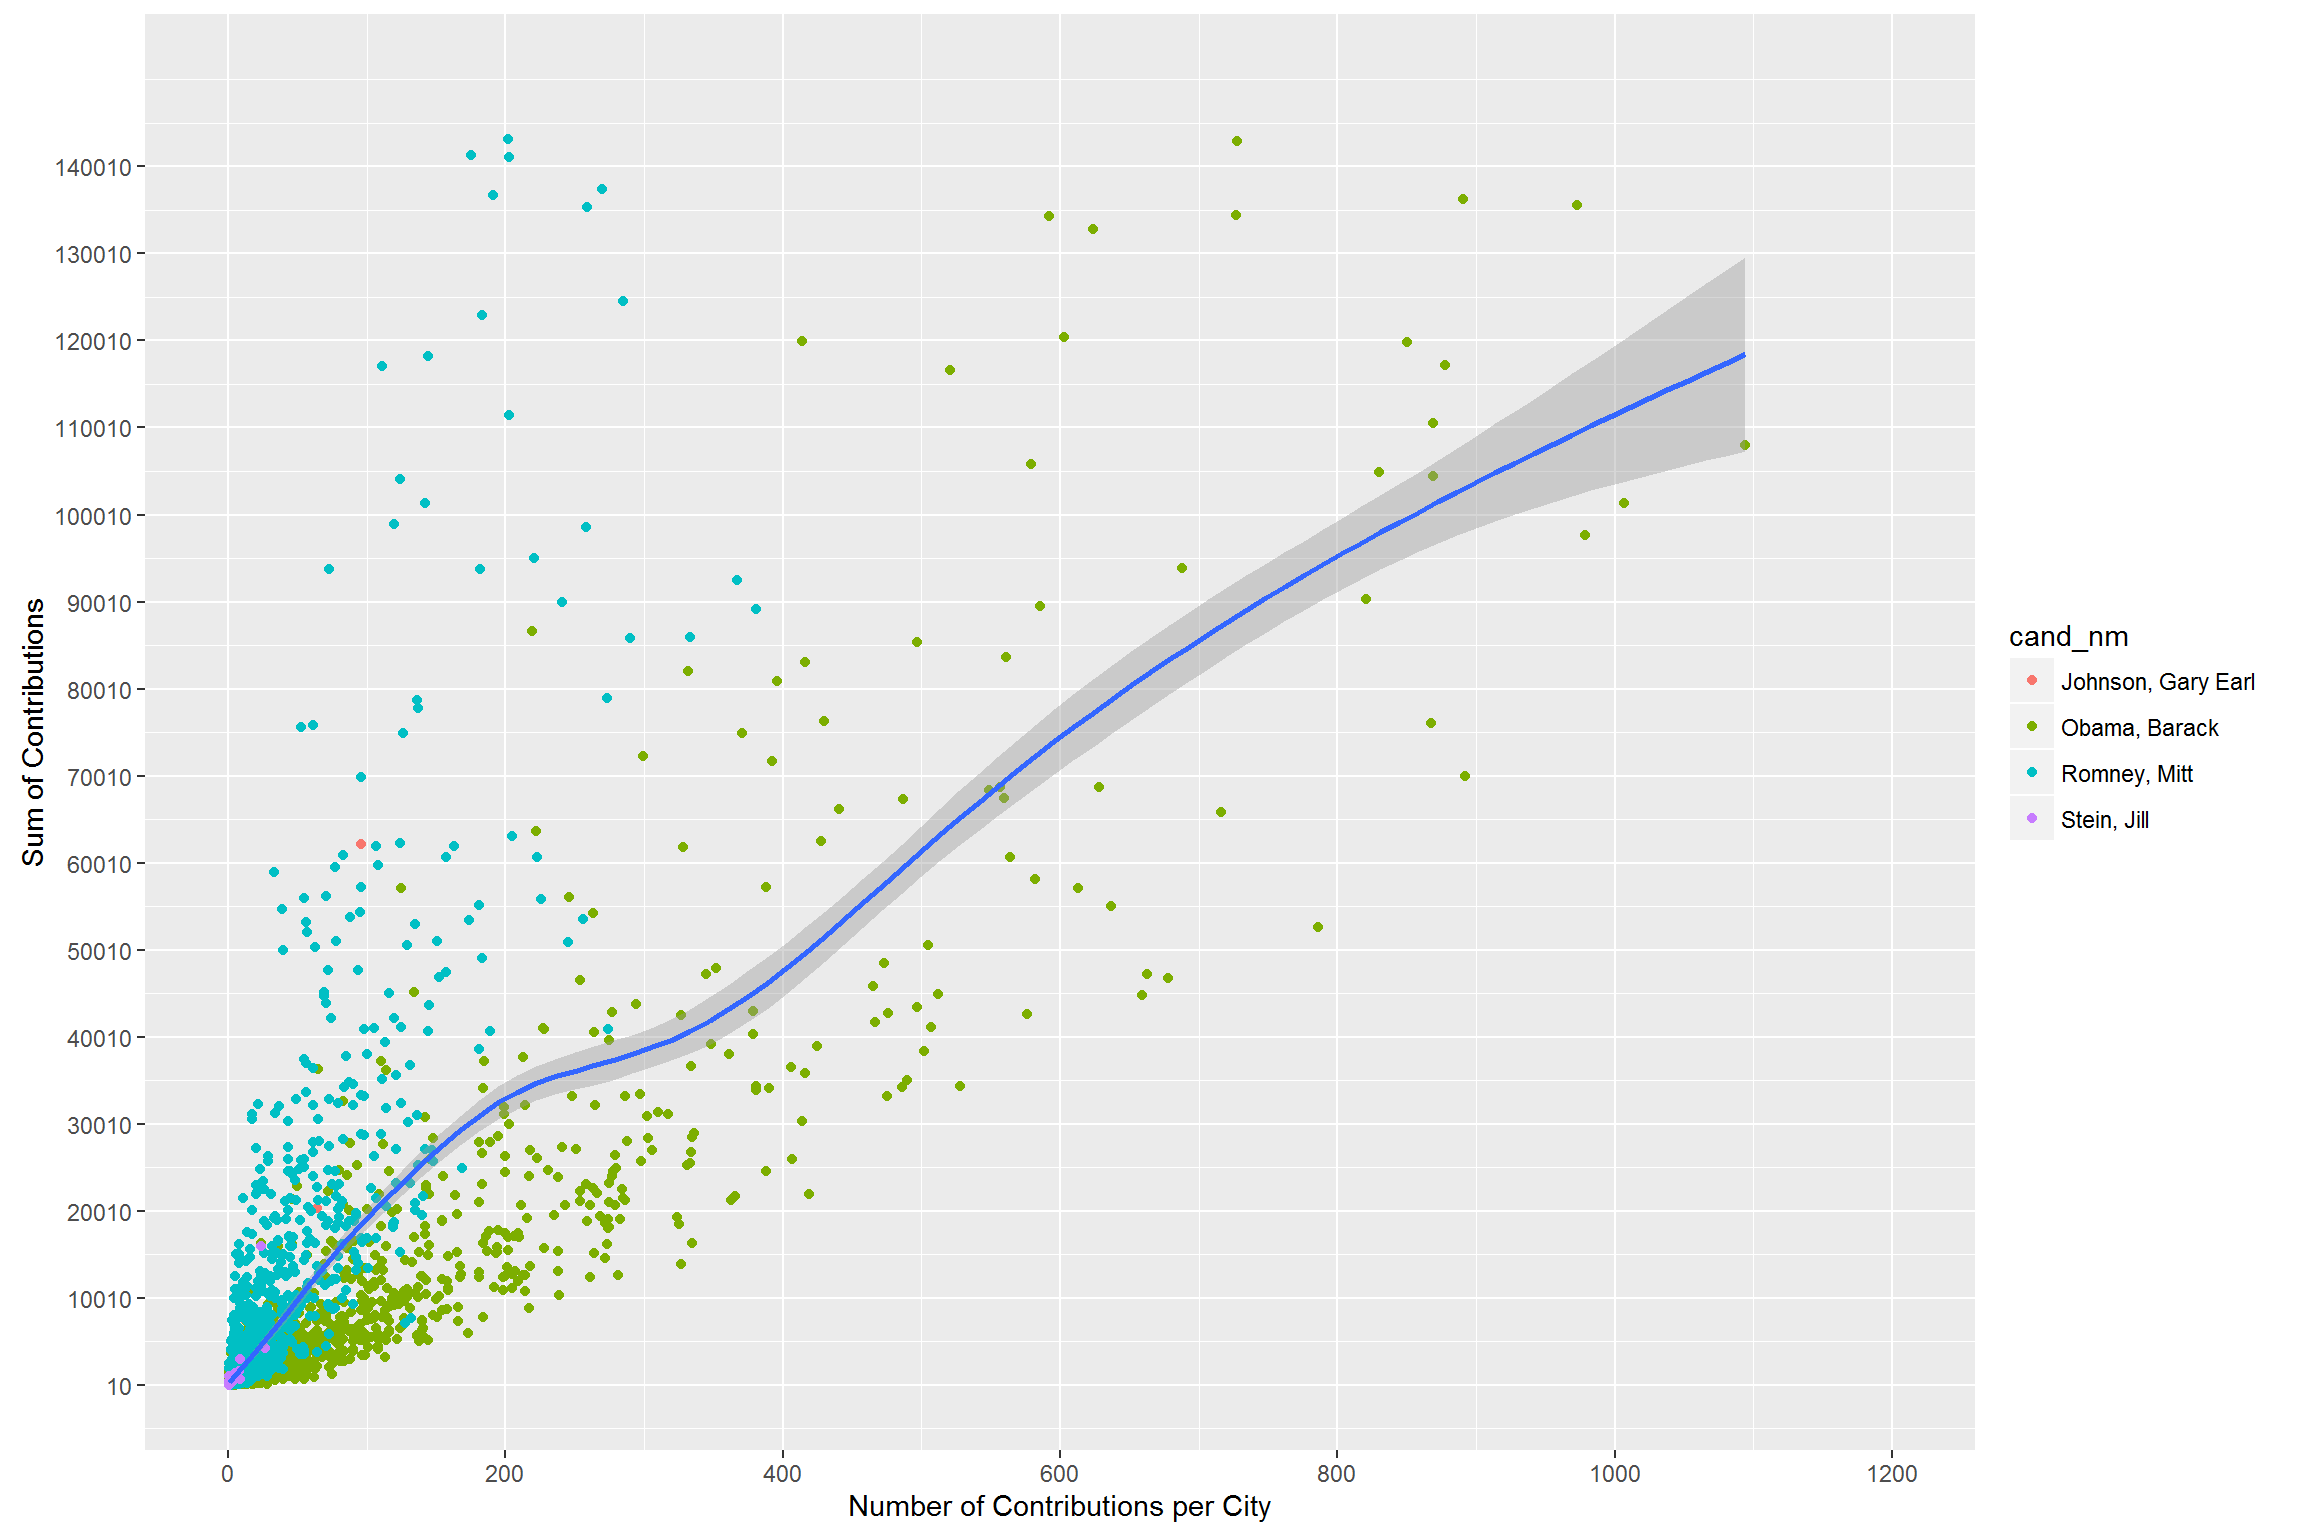 140010
130010
120010
110010
100010
90010
80010
70010
60010
50010
40010
30010
20010
10010
10
Sum of Contributions
0 200 400 600 800 1000 1200
Number of Contributions per City
cand_nm
Johnson, Gary Earl
Obama, Barack
Romney, Mitt
Stein, Jill